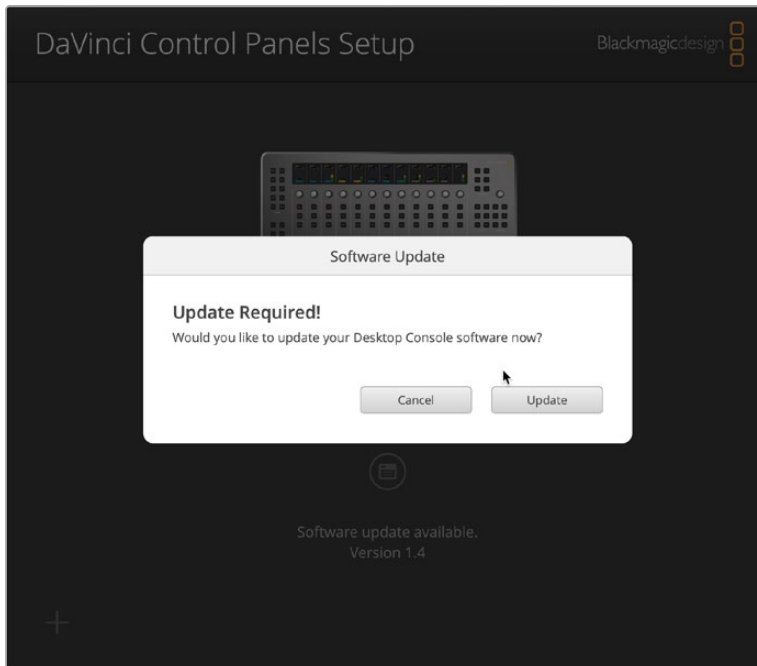 DaVinci Control Panels Setup
Blackmagicdesign
Software Update
Update Required!
Would you like to update your Desktop Console software now?
Cancel
Update
Software update available.
Version 1.4